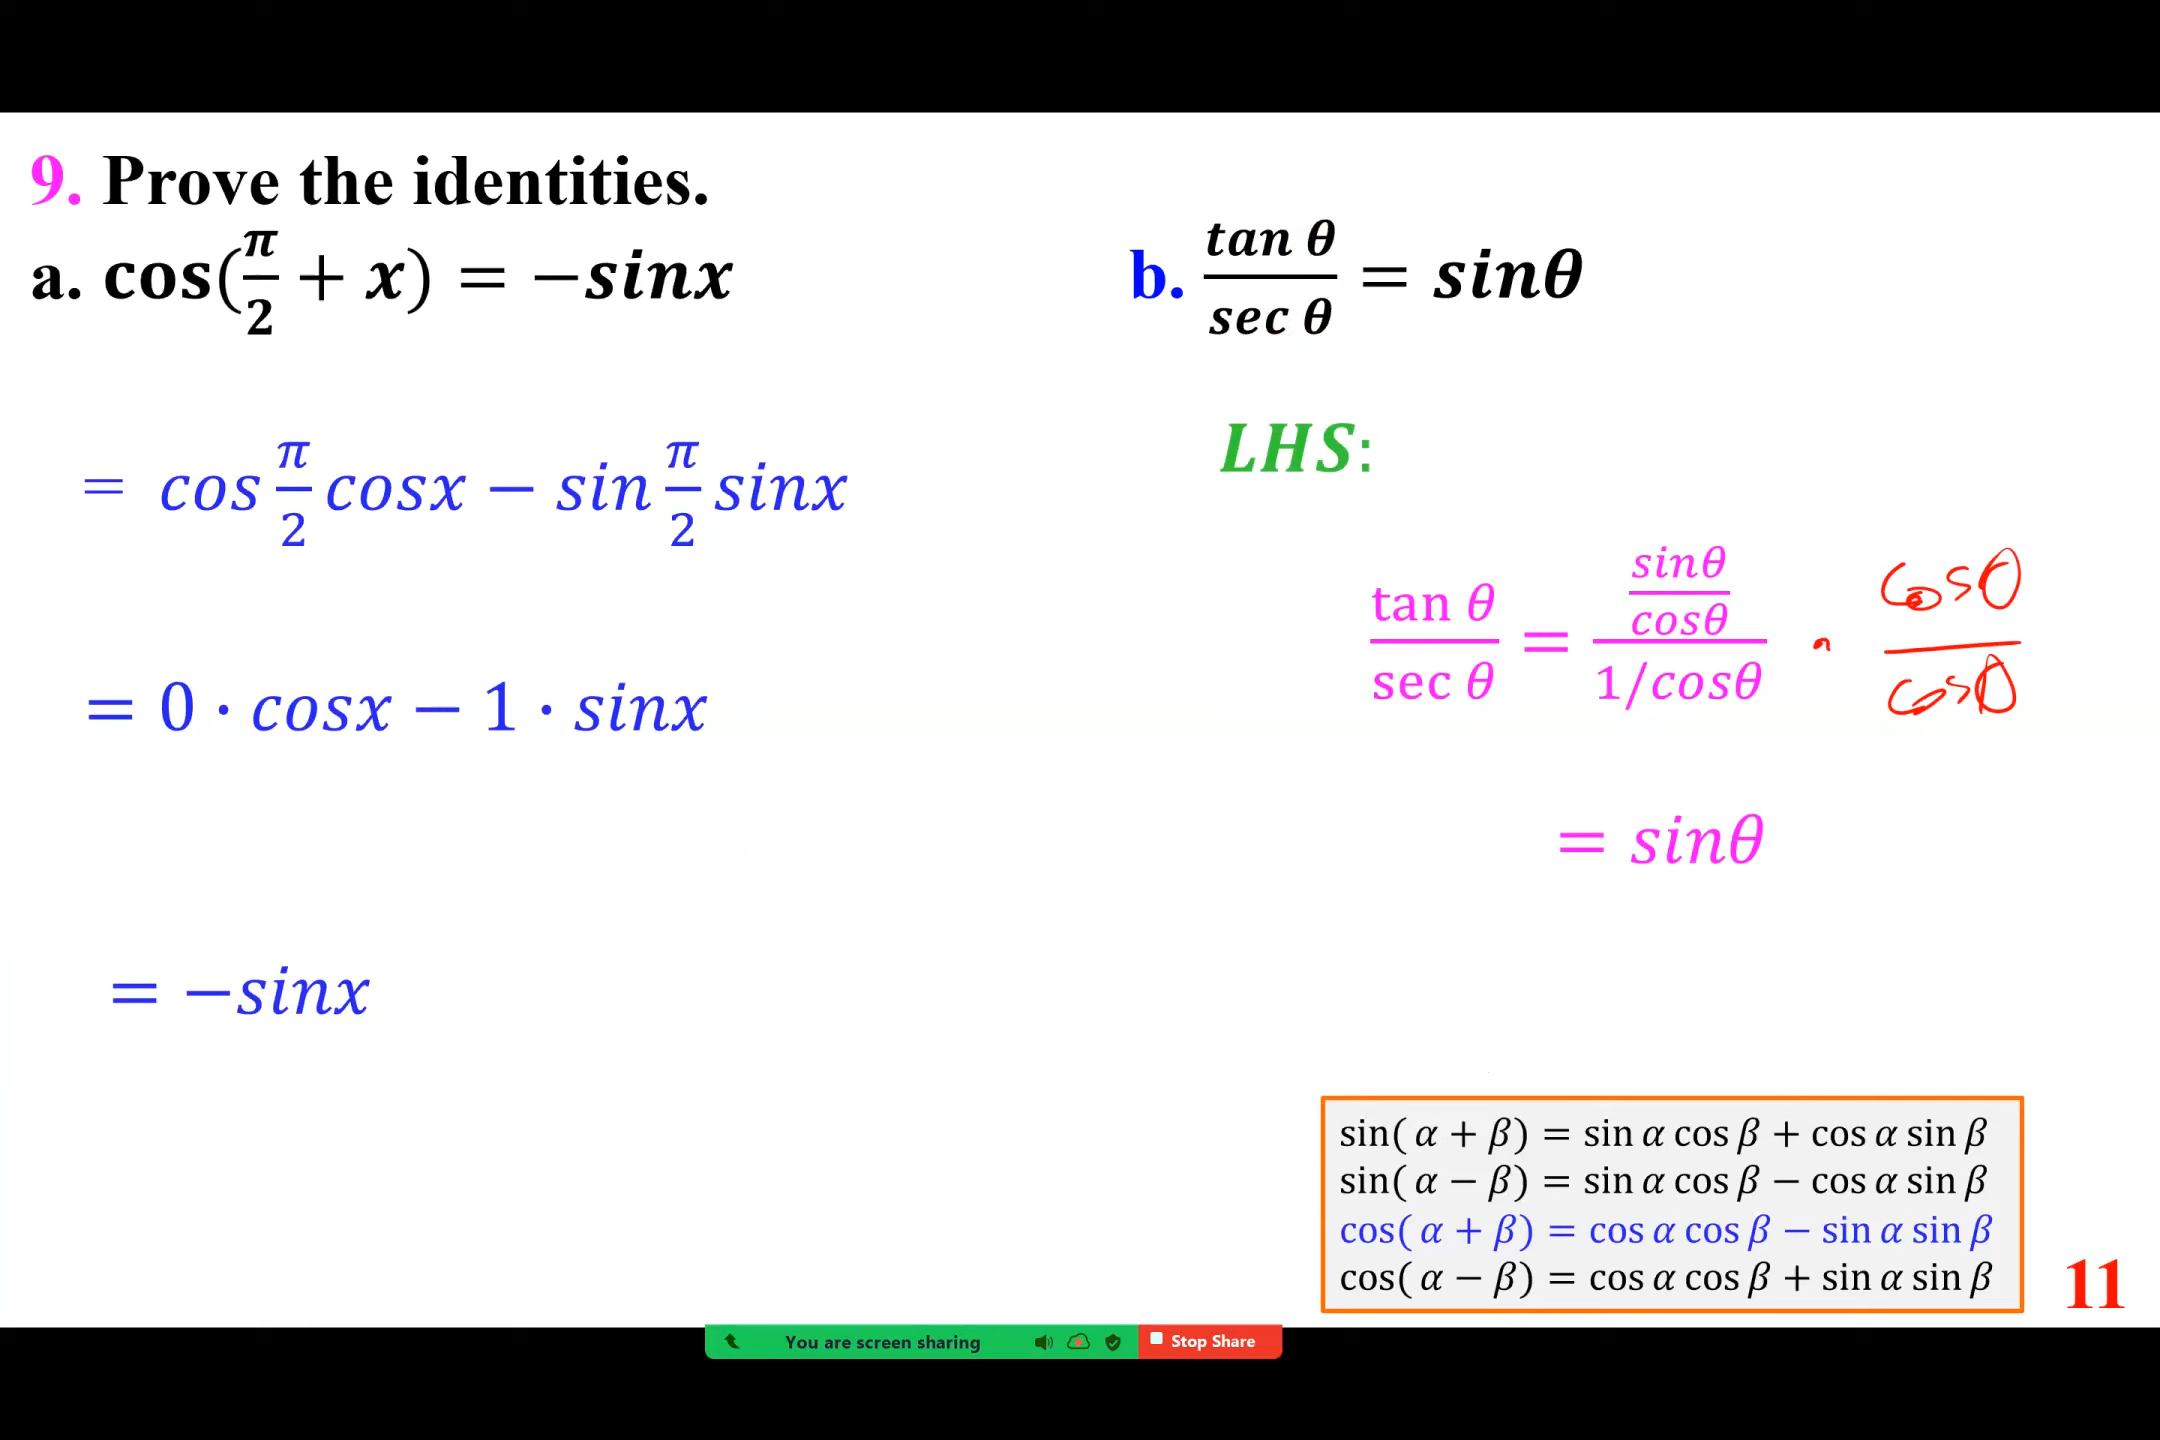 9. Prove the identities.
a. cos(π/2 + x) = −sinx
= cos π/2 cosx − sin π/2 sinx
= 0 · cosx − 1 · sinx
= −sinx
b. tan θ / sec θ = sinθ
LHS:
tan θ / sec θ = (sinθ/cosθ) / (1/cosθ) · cosθ / cosθ
= sinθ
sin( α + β) = sin α cos β + cos α sin β
sin( α − β) = sin α cos β − cos α sin β
cos( α + β) = cos α cos β − sin α sin β
cos( α − β) = cos α cos β + sin α sin β
11
You are screen sharing
Stop Share